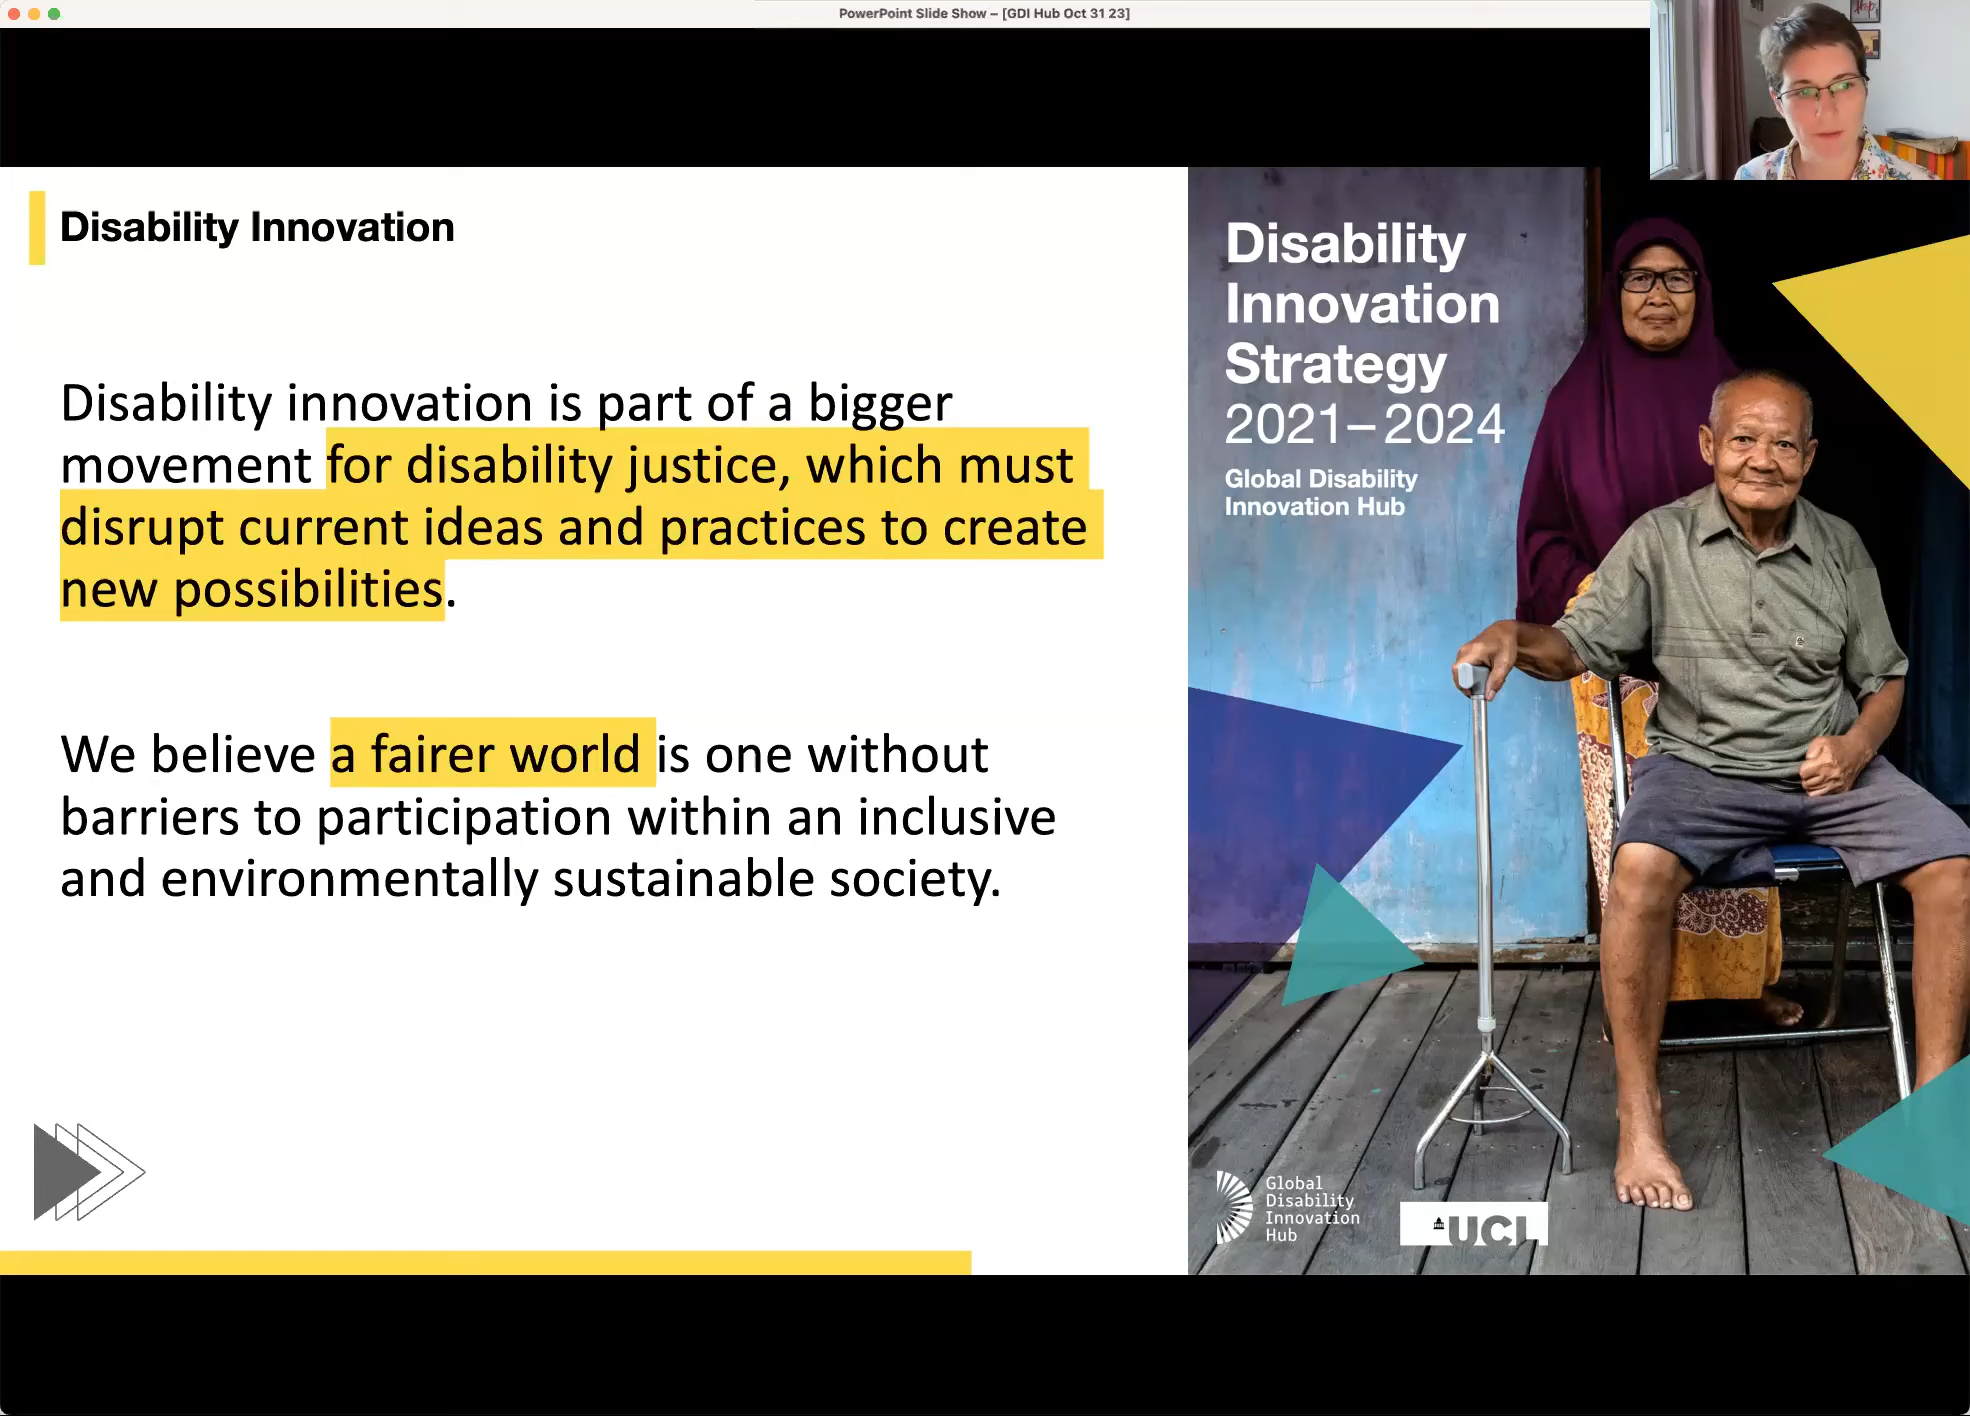 PowerPoint Slide Show – [GDI Hub Oct 31 23]
Disability Innovation
Disability innovation is part of a bigger
movement for disability justice, which must
disrupt current ideas and practices to create
new possibilities.
We believe a fairer world is one without
barriers to participation within an inclusive
and environmentally sustainable society.
Disability
Innovation
Strategy
2021–2024
Global Disability
Innovation Hub
Global
Disability
Innovation
Hub
UCL